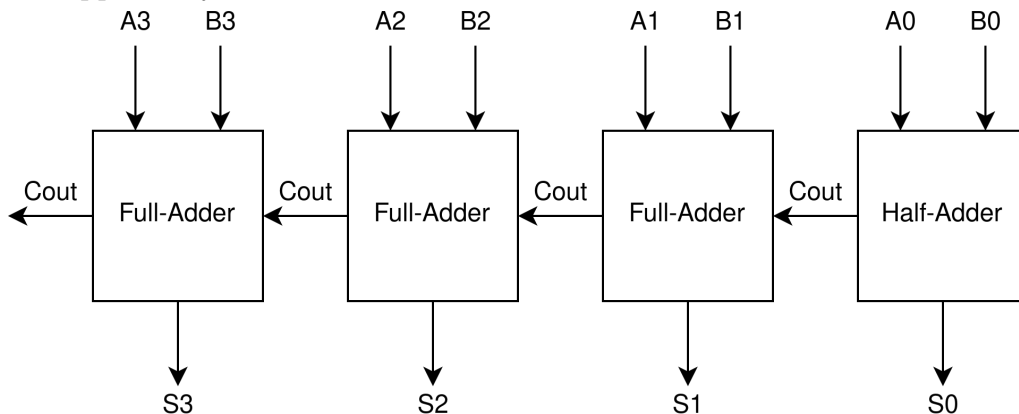 A3 B3 A2 B2 A1 B1 A0 B0
Cout Full-Adder Cout Full-Adder Cout Full-Adder Cout Half-Adder
S3 S2 S1 S0